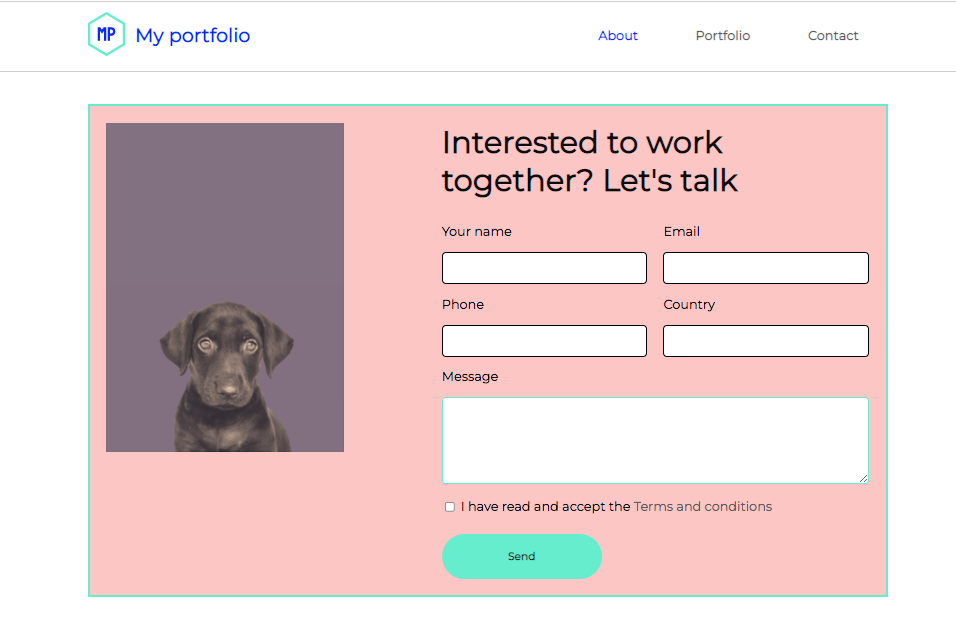 MP My portfolio
About Portfolio Contact
Interested to work
together? Let's talk
Your name Email
Phone Country
Message
I have read and accept the Terms and conditions
Send